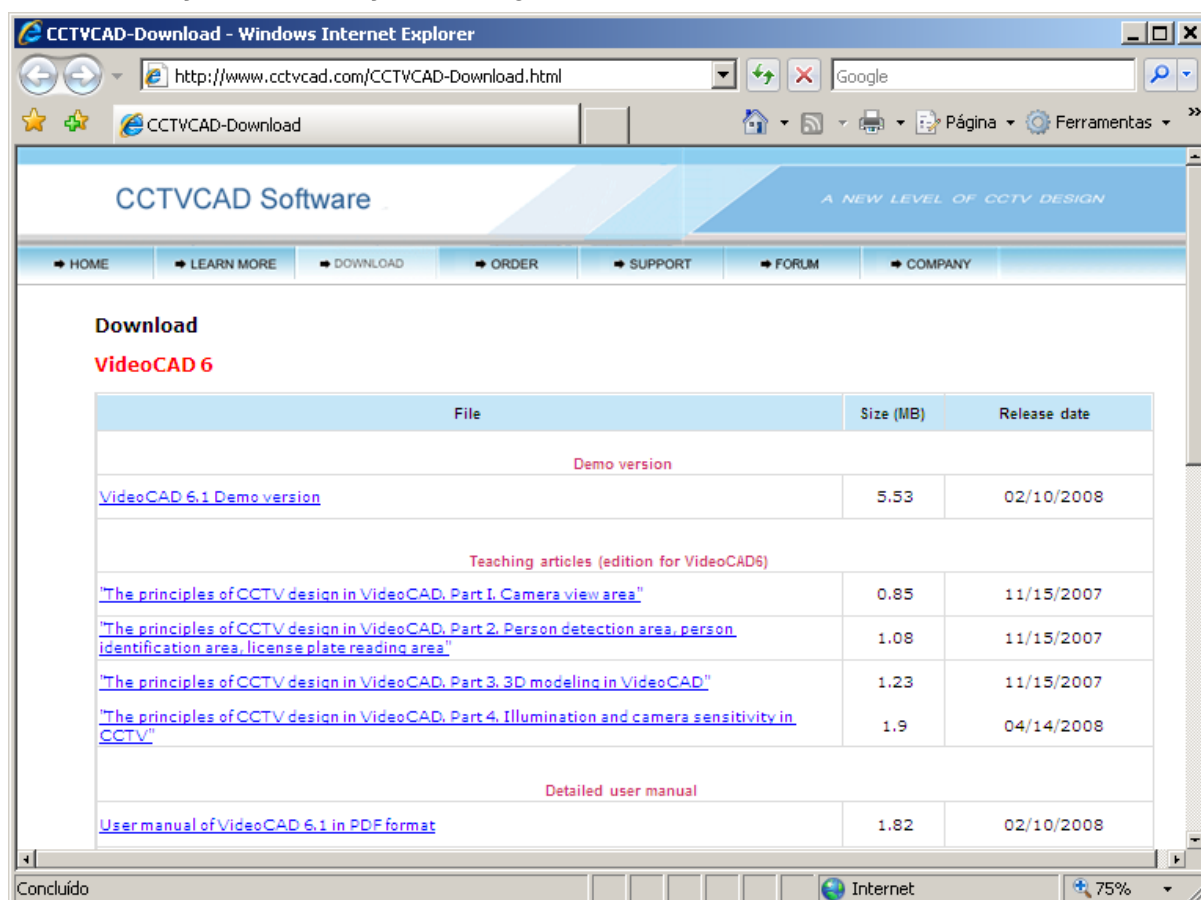 CCTVCAD-Download - Windows Internet Explorer
http://www.cctvcad.com/CCTVCAD-Download.html
Google
CCTVCAD-Download
Página
Ferramentas
»
CCTVCAD Software
A NEW LEVEL OF CCTV DESIGN
HOME
LEARN MORE
DOWNLOAD
ORDER
SUPPORT
FORUM
COMPANY
Download
VideoCAD 6
File Size (MB) Release date
Demo version
VideoCAD 6.1 Demo version 5.53 02/10/2008
Teaching articles (edition for VideoCAD6)
"The principles of CCTV design in VideoCAD. Part I. Camera view area" 0.85 11/15/2007
"The principles of CCTV design in VideoCAD. Part 2. Person detection area, person
identification area, license plate reading area" 1.08 11/15/2007
"The principles of CCTV design in VideoCAD. Part 3. 3D modeling in VideoCAD" 1.23 11/15/2007
"The principles of CCTV design in VideoCAD. Part 4. Illumination and camera sensitivity in
CCTV" 1.9 04/14/2008
Detailed user manual
User manual of VideoCAD 6.1 in PDF format 1.82 02/10/2008
Concluído
Internet
75%